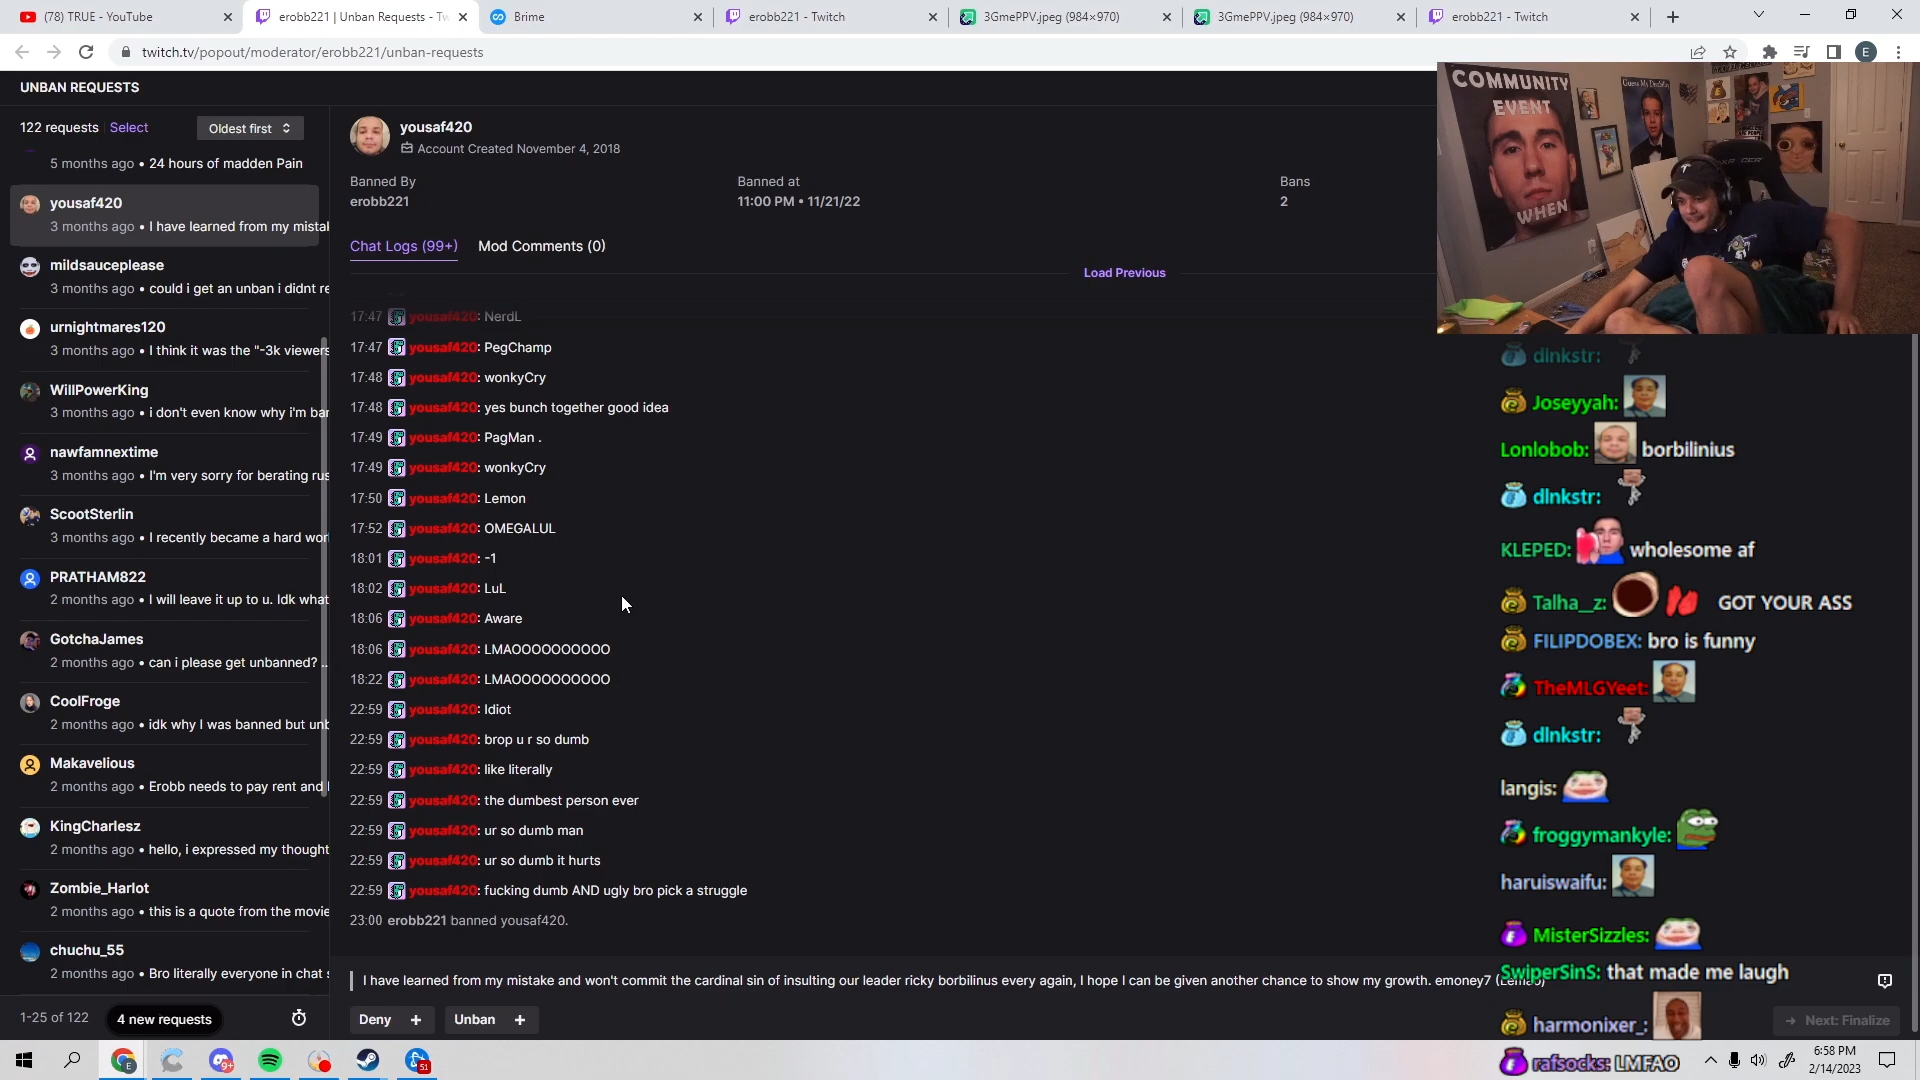 (78) TRUE - YouTube
erobb221 | Unban Requests - Tw
Brime
erobb221 - Twitch
3GmePPV.jpeg (984×970)
3GmePPV.jpeg (984×970)
erobb221 - Twitch
twitch.tv/popout/moderator/erobb221/unban-requests
E
UNBAN REQUESTS
122 requests Select
Oldest first
5 months ago • 24 hours of madden Pain
yousaf420
3 months ago • I have learned from my mistak
mildsauceplease
3 months ago • could i get an unban i didnt re
urnightmares120
3 months ago • I think it was the "-3k viewers
WillPowerKing
3 months ago • i don't even know why i'm bar
nawfamnextime
3 months ago • I'm very sorry for berating rus
ScootSterlin
3 months ago • I recently became a hard wor
PRATHAM822
2 months ago • I will leave it up to u. Idk what
GotchaJames
2 months ago • can i please get unbanned? ..
CoolFroge
2 months ago • idk why I was banned but unb
Makavelious
2 months ago • Erobb needs to pay rent and
KingCharlesz
2 months ago • hello, i expressed my thought
Zombie_Harlot
2 months ago • this is a quote from the movie
chuchu_55
2 months ago • Bro literally everyone in chat s
1-25 of 122
4 new requests
yousaf420
Account Created November 4, 2018
Banned By
erobb221
Banned at
11:00 PM • 11/21/22
Bans
2
Chat Logs (99+)
Mod Comments (0)
Load Previous
17:47 yousaf420: NerdL
17:47 yousaf420: PegChamp
17:48 yousaf420: wonkyCry
17:48 yousaf420: yes bunch together good idea
17:49 yousaf420: PagMan .
17:49 yousaf420: wonkyCry
17:50 yousaf420: Lemon
17:52 yousaf420: OMEGALUL
18:01 yousaf420: -1
18:02 yousaf420: LuL
18:06 yousaf420: Aware
18:06 yousaf420: LMAOOOOOOOOOO
18:22 yousaf420: LMAOOOOOOOOOO
22:59 yousaf420: Idiot
22:59 yousaf420: brop u r so dumb
22:59 yousaf420: like literally
22:59 yousaf420: the dumbest person ever
22:59 yousaf420: ur so dumb man
22:59 yousaf420: ur so dumb it hurts
22:59 yousaf420: fucking dumb AND ugly bro pick a struggle
23:00 erobb221 banned yousaf420.
I have learned from my mistake and won't commit the cardinal sin of insulting our leader ricky borbilinus every again, I hope I can be given another chance to show my growth. emoney7
Deny +
Unban +
Next: Finalize
COMMUNITY
EVENT
WHEN
dlnkstr:
Joseyyah:
Lonlobob: borbilinius
dlnkstr:
KLEPED: wholesome af
Talha__z: GOT YOUR ASS
FILIPDOBEX: bro is funny
TheMLGYeet:
dlnkstr:
langis:
froggymankyle:
haruiswaifu:
MisterSizzles:
SwiperSinS: that made me laugh
harmonixer_:
rafsocks: LMFAO
9+
51
6:58 PM
2/14/2023